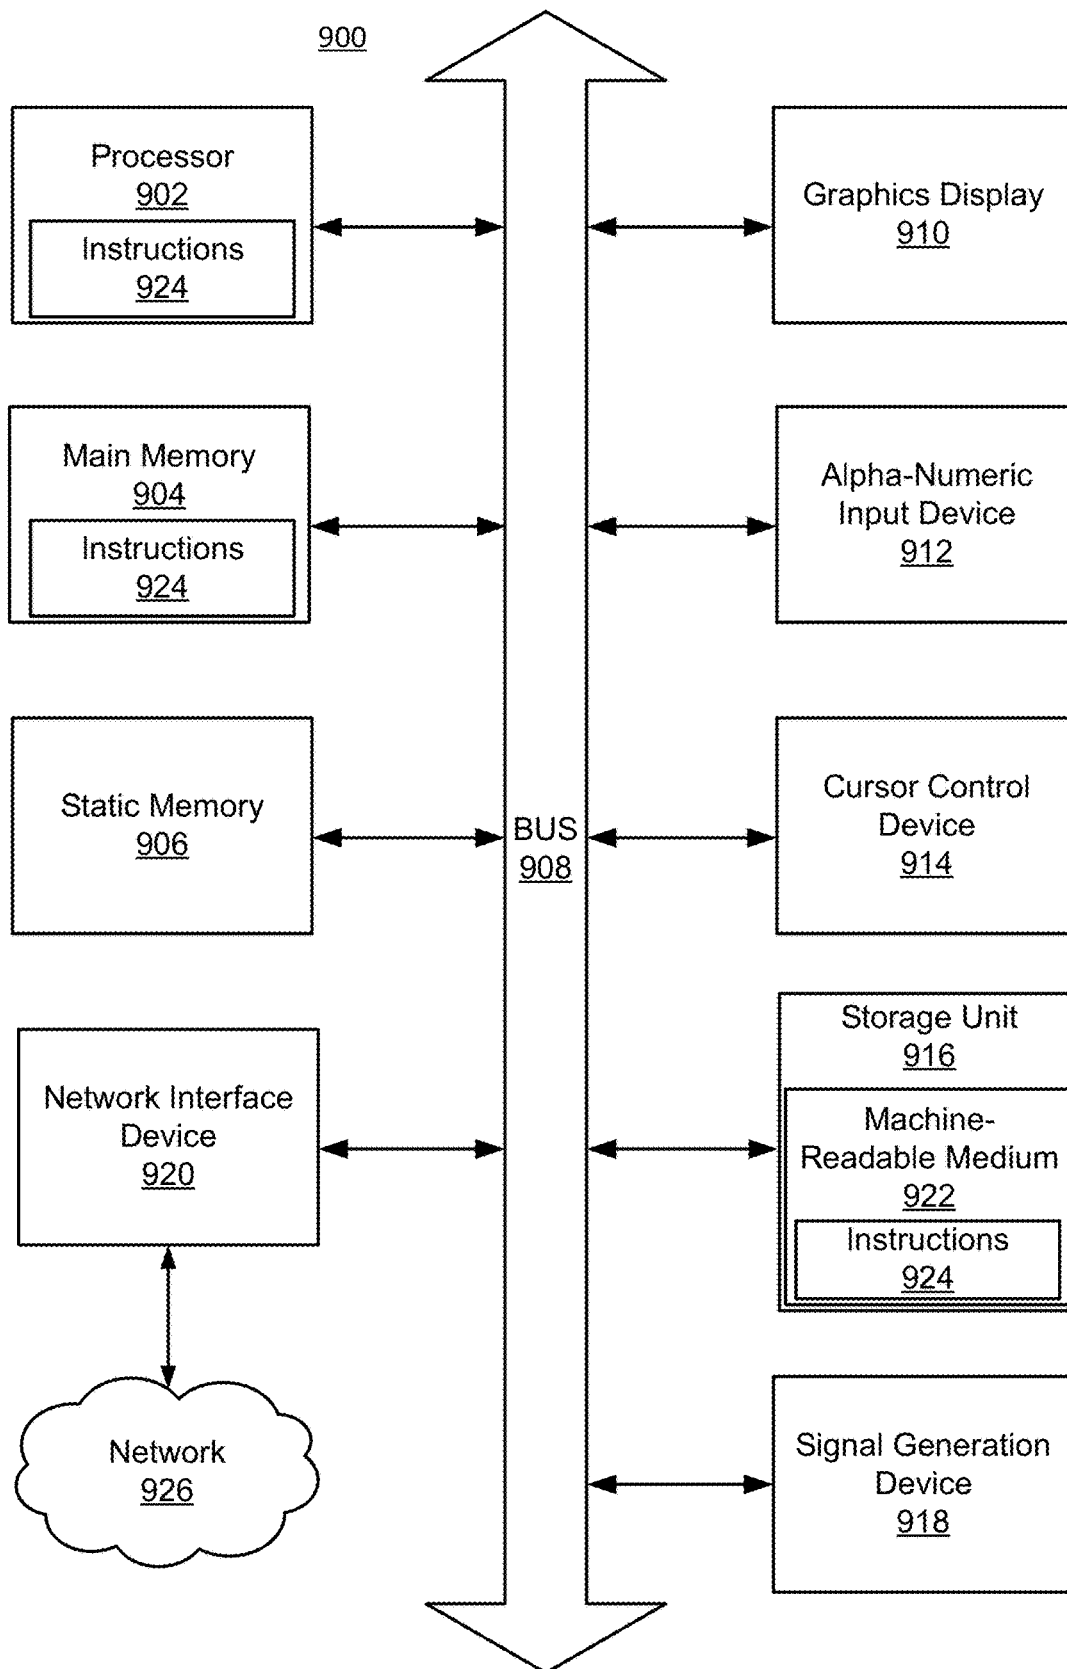 900
Processor
902
Instructions
924
Main Memory
904
Instructions
924
Static Memory
906
Network Interface
Device
920
Network
926
BUS
908
Graphics Display
910
Alpha-Numeric
Input Device
912
Cursor Control
Device
914
Storage Unit
916
Machine-
Readable Medium
922
Instructions
924
Signal Generation
Device
918